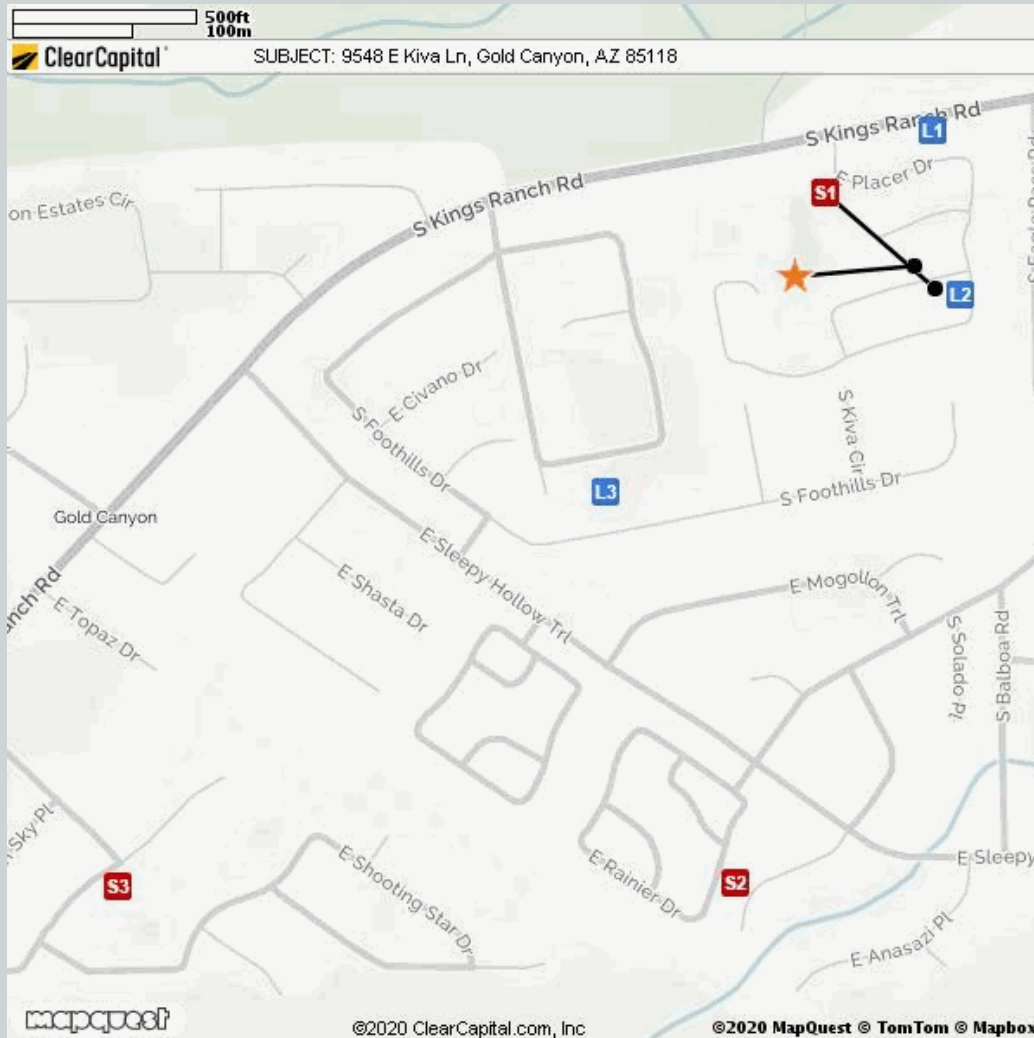 500ft
100m
ClearCapital
SUBJECT: 9548 E Kiva Ln, Gold Canyon, AZ 85118
S Kings Ranch Rd
L1
E Placer Dr
S1
on Estates Cir
S Kings Ranch Rd
L2
E Civano Dr
S Foothills Dr
S Kiva Cir
L3
S Foothills Dr
Gold Canyon
E Sleepy Hollow Trl
E Shasta Dr
E Mogollon Trl
anch Rd
E Topaz Dr
S Solado Pl
S Balboa Rd
Sky Pl
E Shooting Star Dr
E Rainier Dr
E Sleepy
S3
S2
E Anasazi Pl
mapquest
©2020 ClearCapital.com, Inc
©2020 MapQuest © TomTom © Mapbox